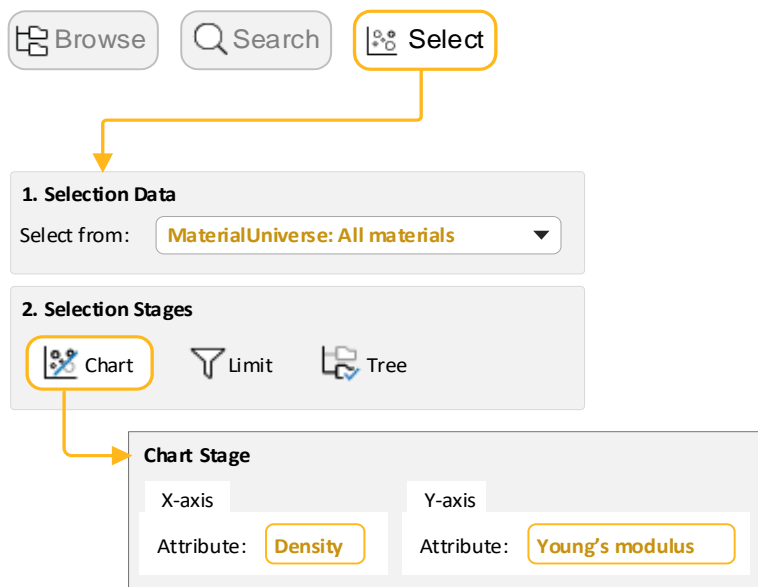 Browse Search Select
1. Selection Data
Select from: MaterialUniverse: All materials
2. Selection Stages
Chart Limit Tree
Chart Stage
X-axis Y-axis
Attribute: Density Attribute: Young's modulus